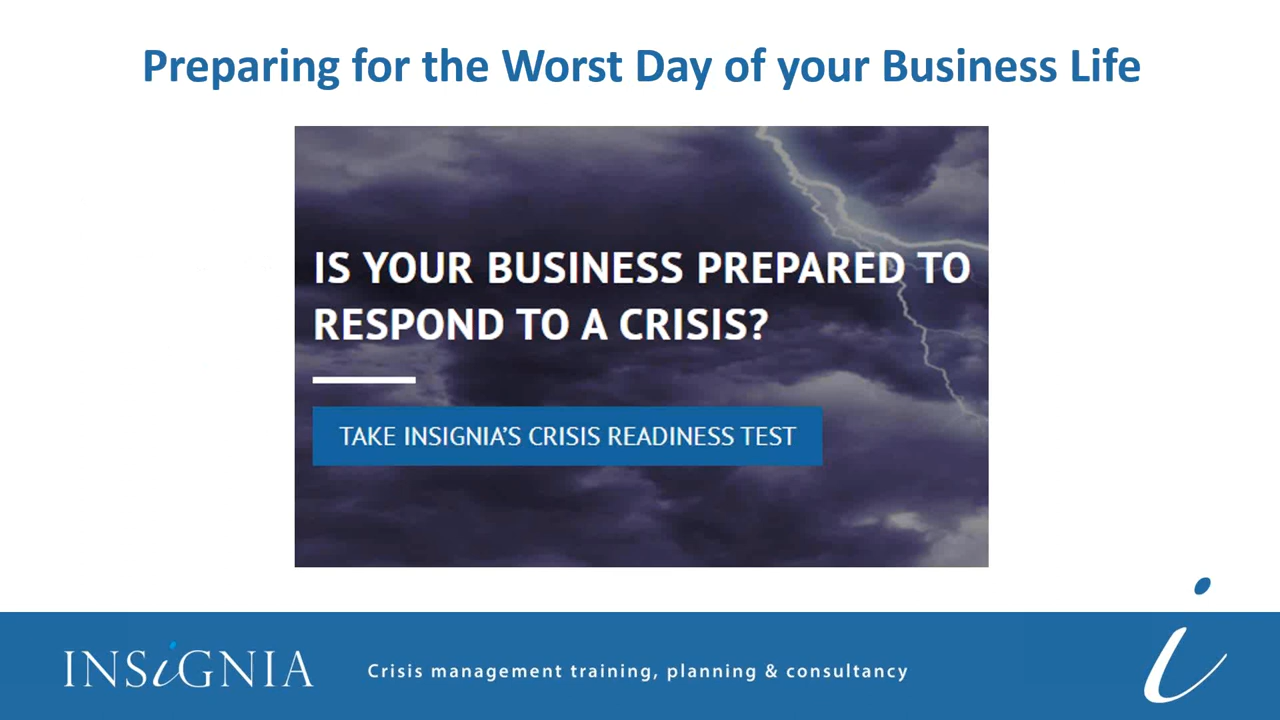 Preparing for the Worst Day of your Business Life
IS YOUR BUSINESS PREPARED TO
RESPOND TO A CRISIS?
TAKE INSIGNIA'S CRISIS READINESS TEST
INSiGNIA
Crisis management training, planning & consultancy
i